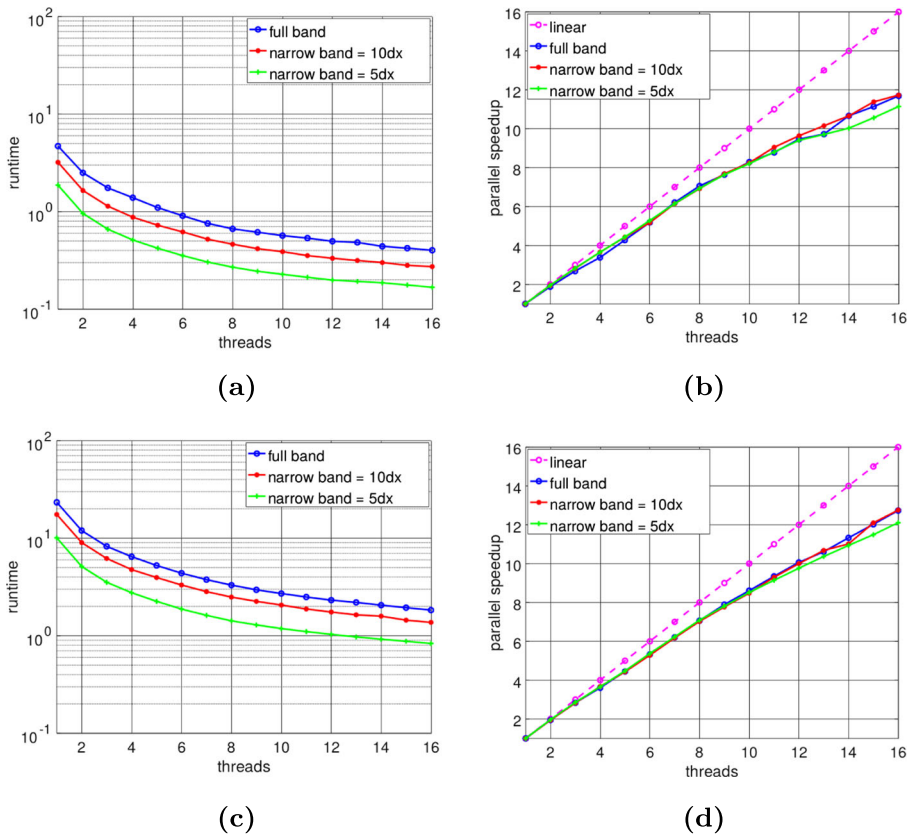 10^2
10^1
10^0
10^-1
runtime
full band
narrow band = 10dx
narrow band = 5dx
2 4 6 8 10 12 14 16
threads
(a)
16
14
12
10
8
6
4
2
parallel speedup
linear
full band
narrow band = 10dx
narrow band = 5dx
2 4 6 8 10 12 14 16
threads
(b)
10^2
10^1
10^0
10^-1
runtime
full band
narrow band = 10dx
narrow band = 5dx
2 4 6 8 10 12 14 16
threads
(c)
16
14
12
10
8
6
4
2
parallel speedup
linear
full band
narrow band = 10dx
narrow band = 5dx
2 4 6 8 10 12 14 16
threads
(d)